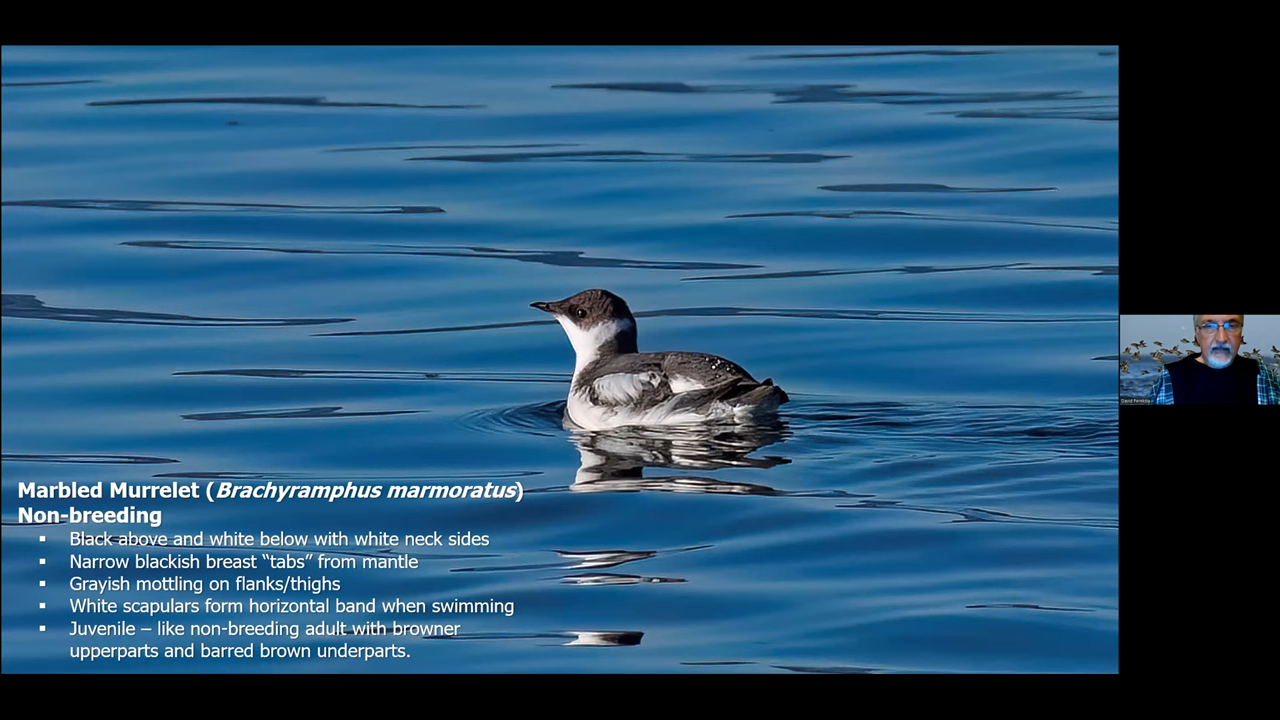 Marbled Murrelet (Brachyramphus marmoratus)
Non-breeding
▪ Black above and white below with white neck sides
▪ Narrow blackish breast “tabs” from mantle
▪ Grayish mottling on flanks/thighs
▪ White scapulars form horizontal band when swimming
▪ Juvenile – like non-breeding adult with browner
upperparts and barred brown underparts.
David